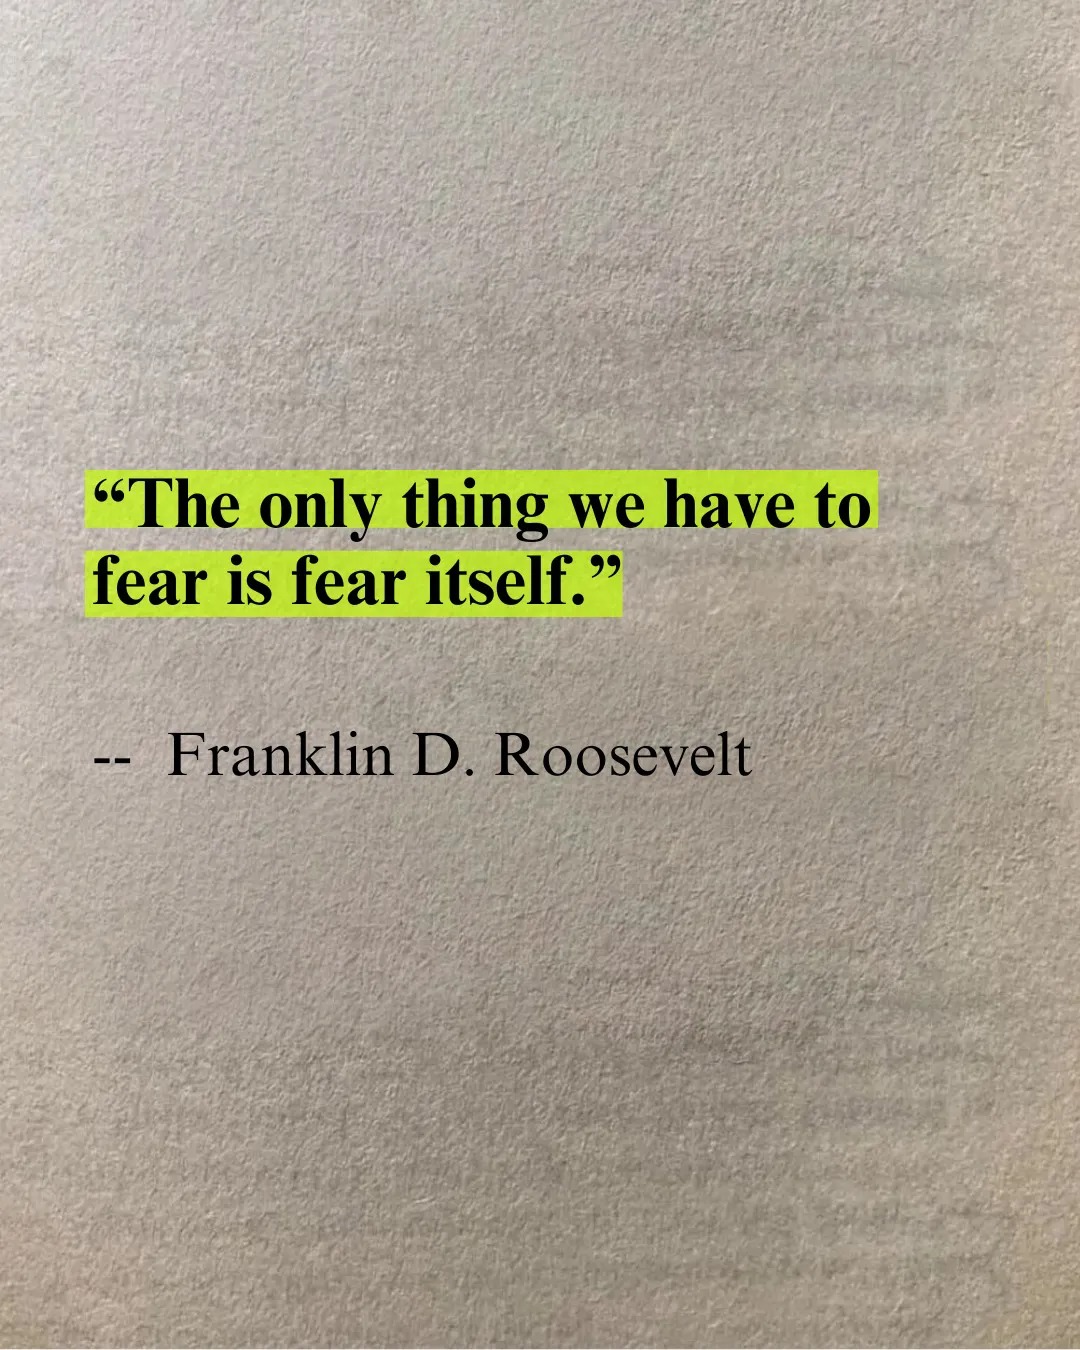 “The only thing we have to
fear is fear itself.”
-- Franklin D. Roosevelt